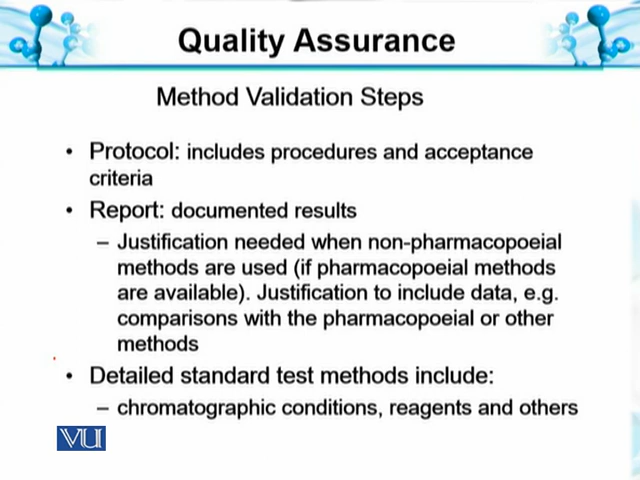 Quality Assurance
Method Validation Steps
• Protocol: includes procedures and acceptance
criteria
• Report: documented results
– Justification needed when non-pharmacopoeial
methods are used (if pharmacopoeial methods
are available). Justification to include data, e.g.
comparisons with the pharmacopoeial or other
methods
• Detailed standard test methods include:
– chromatographic conditions, reagents and others
VU